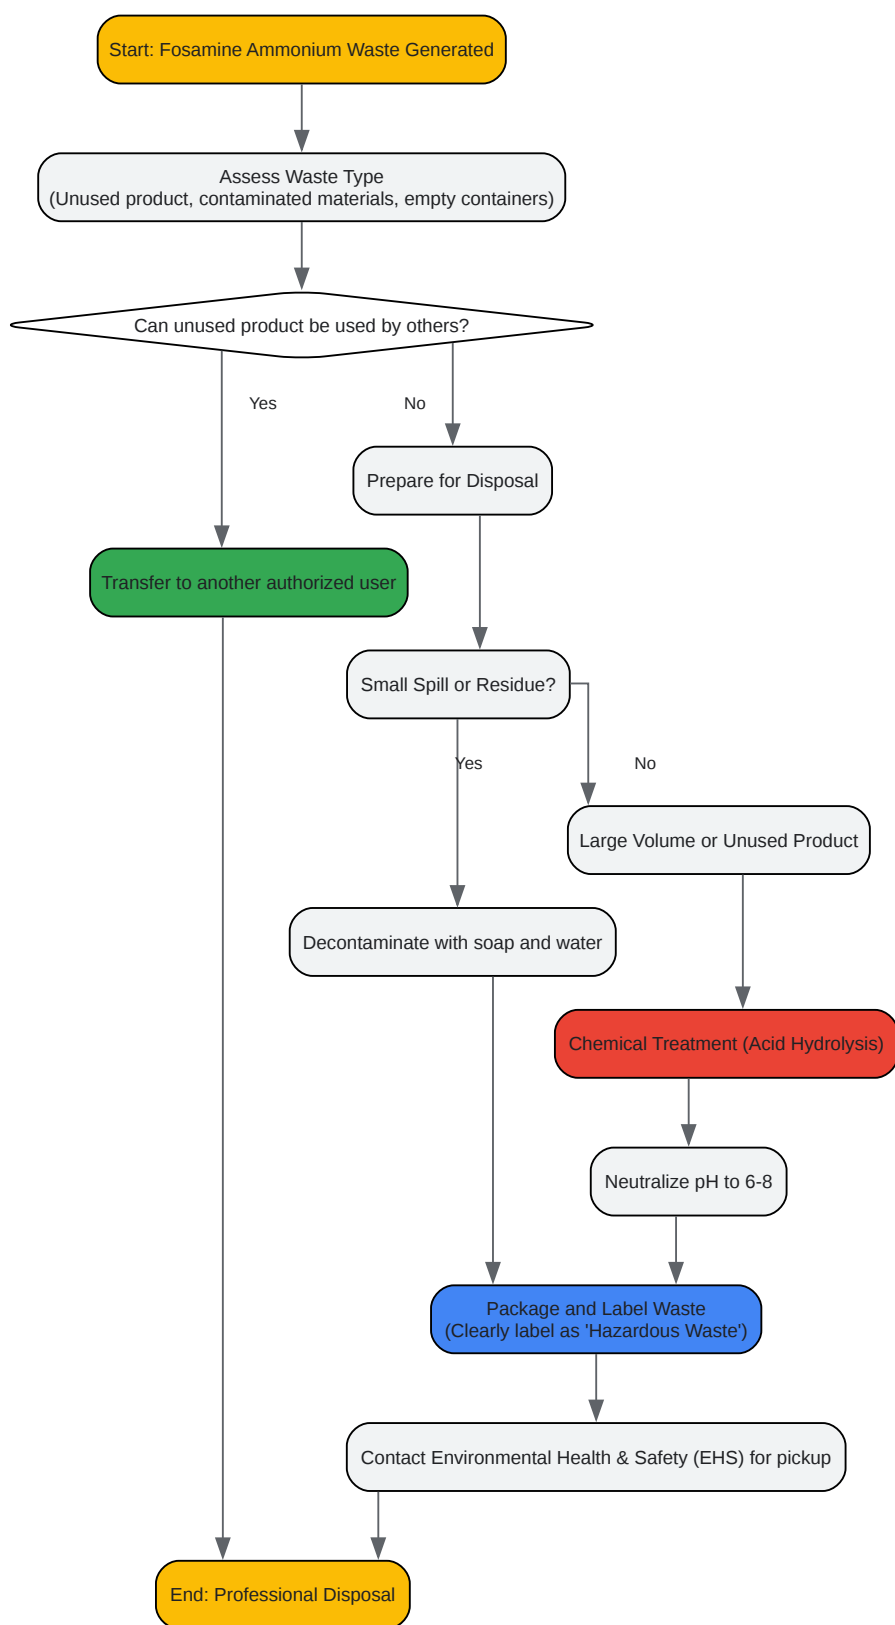 Start: Fosamine Ammonium Waste Generated
Assess Waste Type
(Unused product, contaminated materials, empty containers)
Can unused product be used by others?
Yes
No
Prepare for Disposal
Transfer to another authorized user
Small Spill or Residue?
Yes
No
Large Volume or Unused Product
Decontaminate with soap and water
Chemical Treatment (Acid Hydrolysis)
Neutralize pH to 6-8
Package and Label Waste
(Clearly label as 'Hazardous Waste')
Contact Environmental Health & Safety (EHS) for pickup
End: Professional Disposal